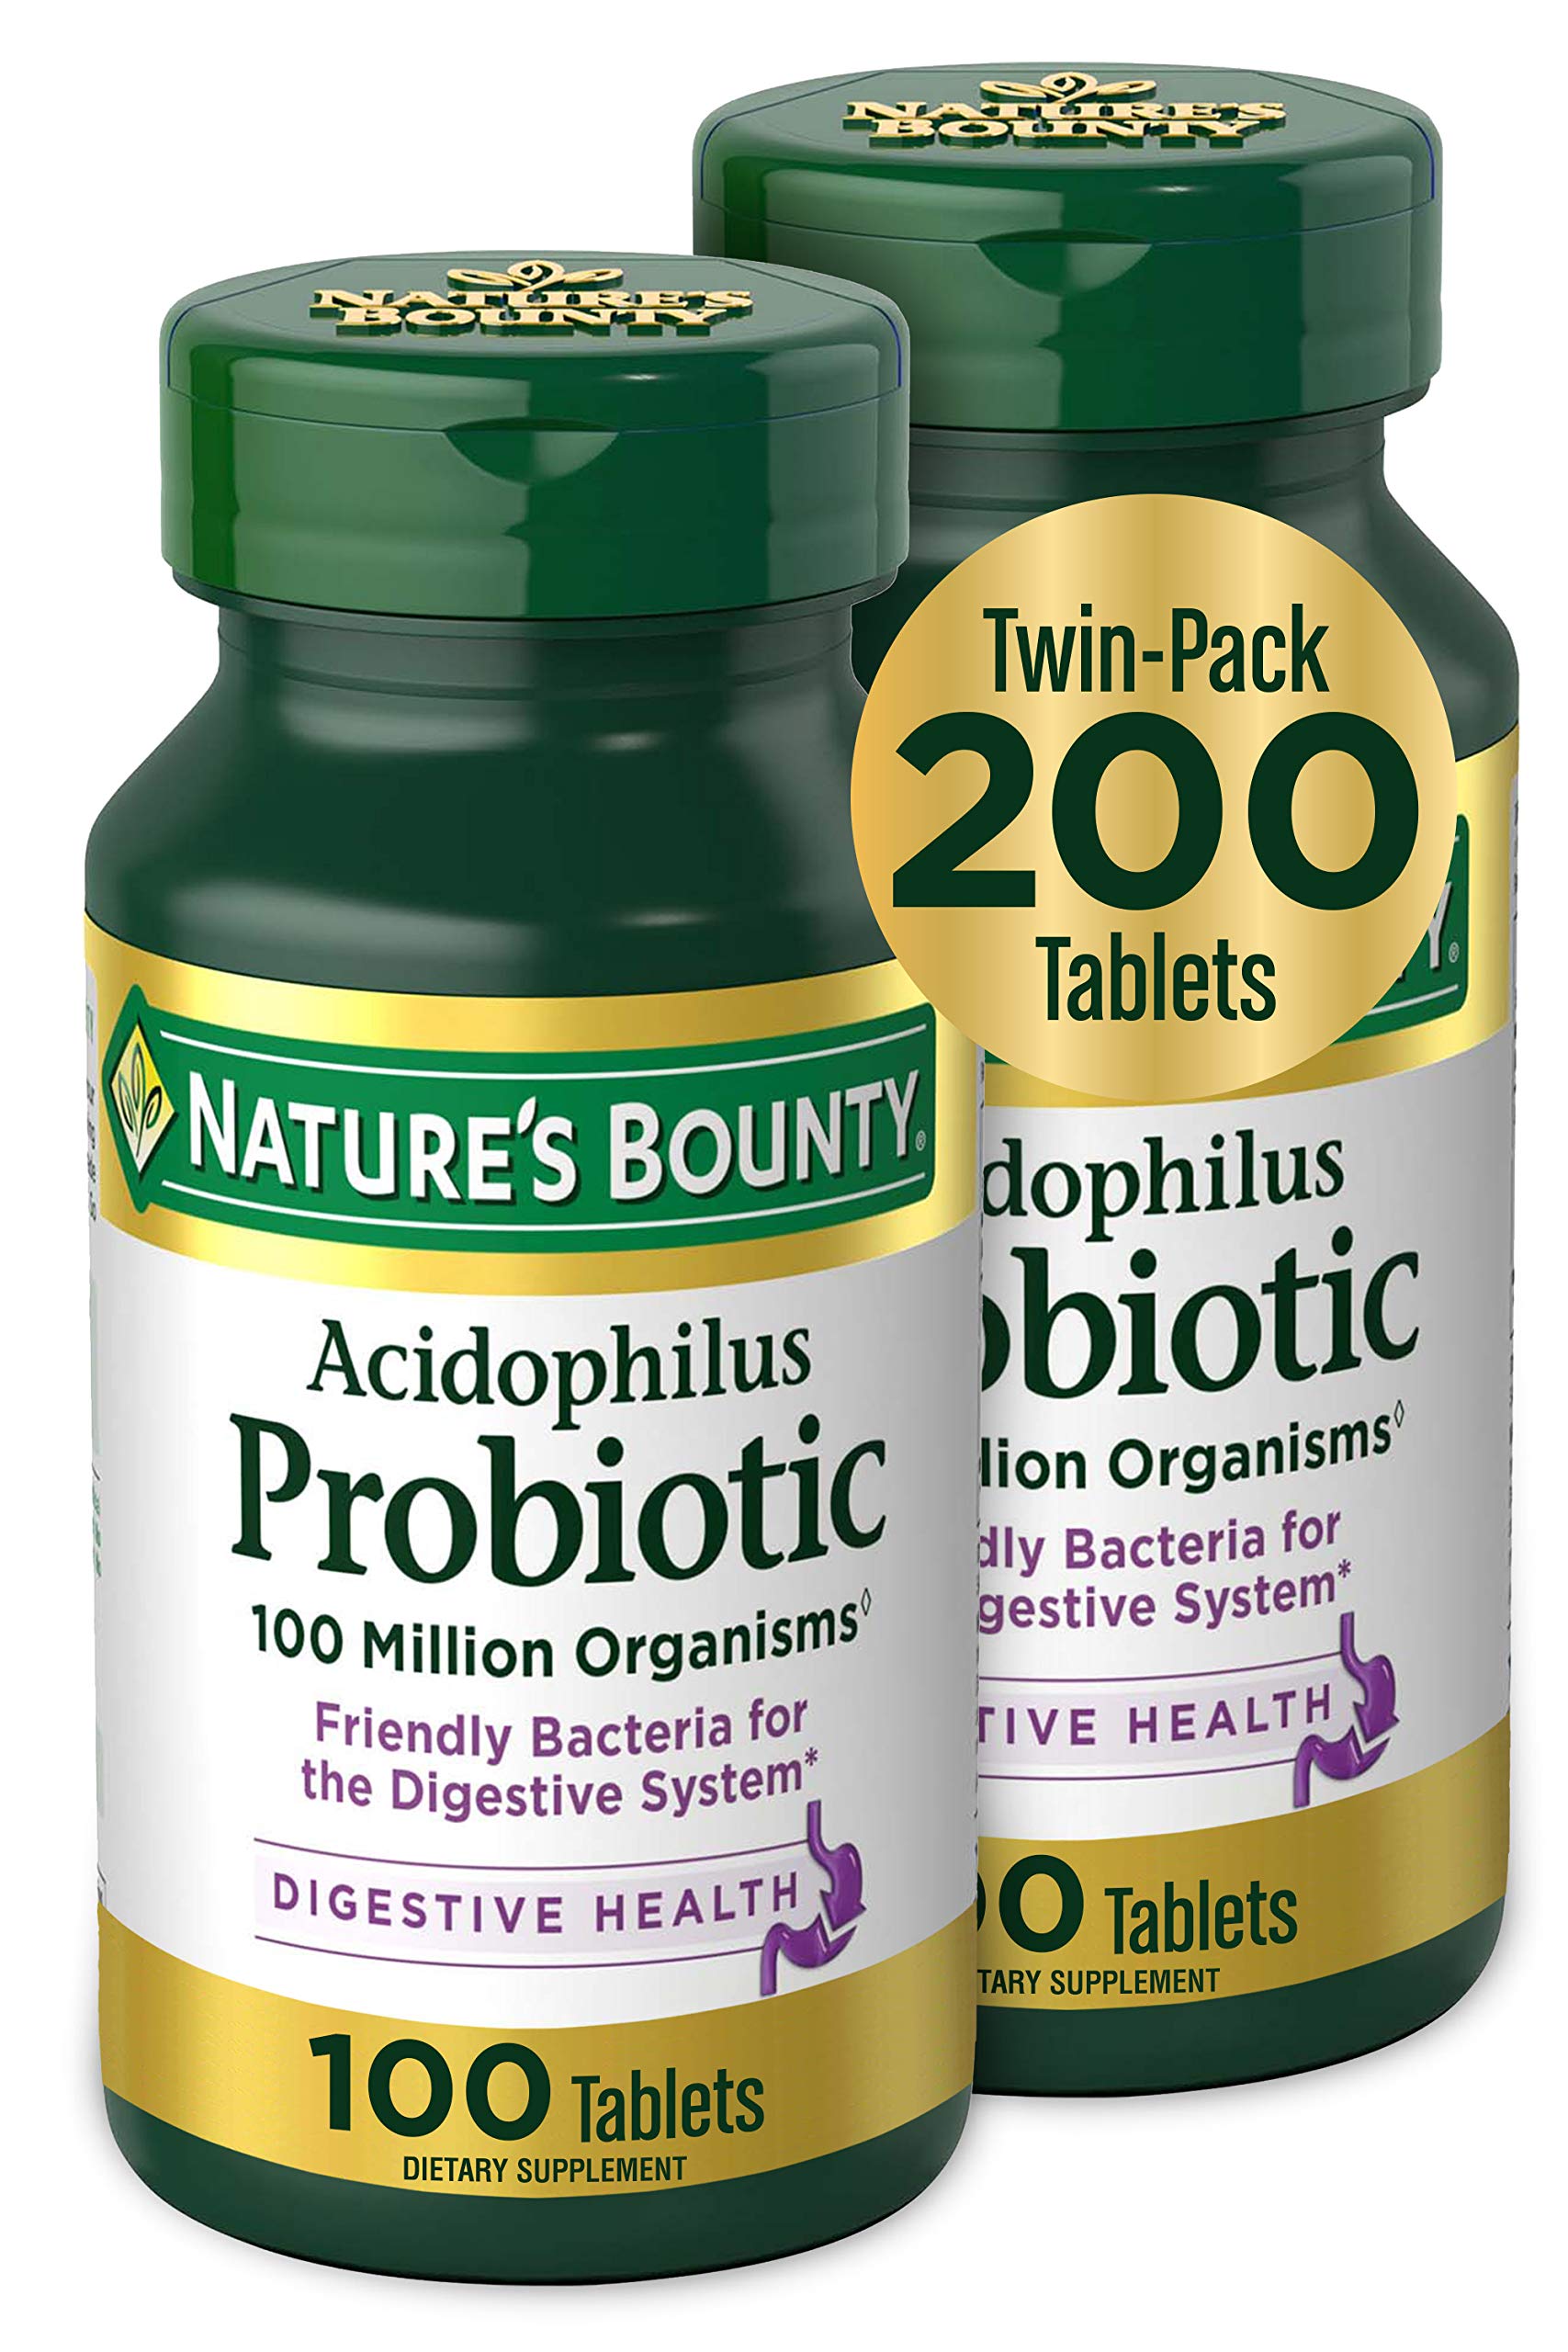 NATURE'S
BOUNTY
NATURE'S
BOUNTY
Twin-Pack
200
Tablets
NATURE'S BOUNTY®
Acidophilus
Probiotic
100 Million Organisms◊
Friendly Bacteria for
the Digestive System*
DIGESTIVE HEALTH
100 Tablets
DIETARY SUPPLEMENT
Y®
dophilus
obiotic
lion Organisms◊
dly Bacteria for
gestive System*
TIVE HEALTH
00 Tablets
TARY SUPPLEMENT